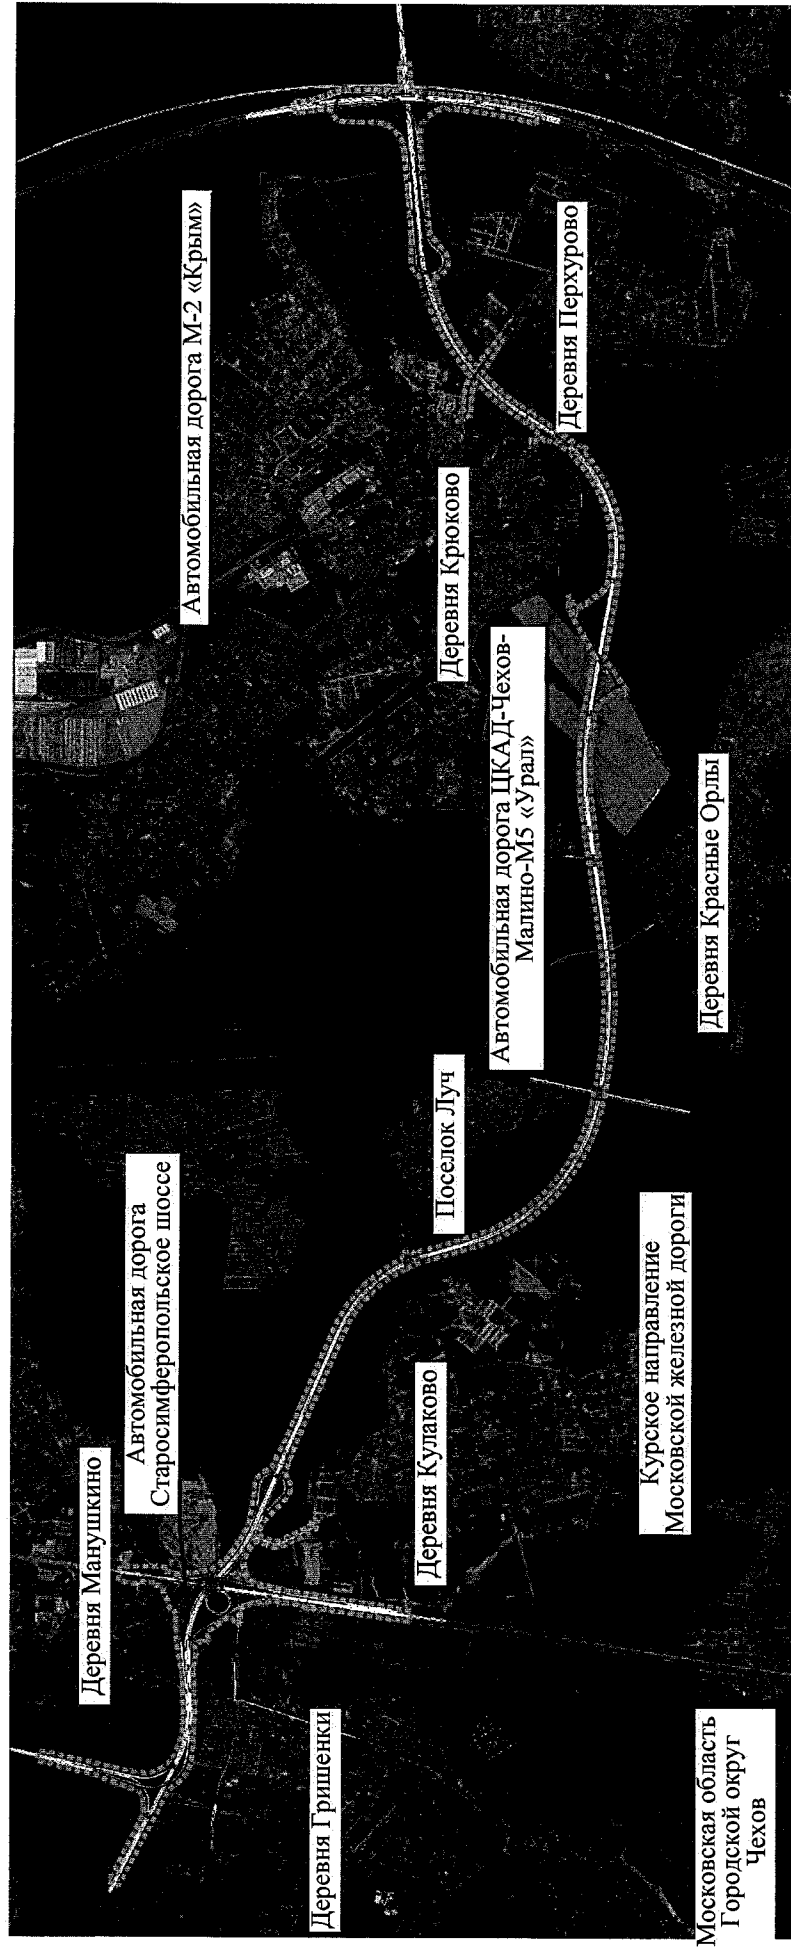 Деревня Манушкино
Автомобильная дорога
Старосимферопольское шоссе
Автомобильная дорога М-2 «Крым»
Деревня Гришенки
Деревня Кулаково
Поселок Луч
Автомобильная дорога ЦКАД-Чехов-
Малино-М5 «Урал»
Деревня Крюково
Деревня Перхурово
Курское направление
Московской железной дороги
Деревня Красные Орлы
Московская область
Городской округ
Чехов